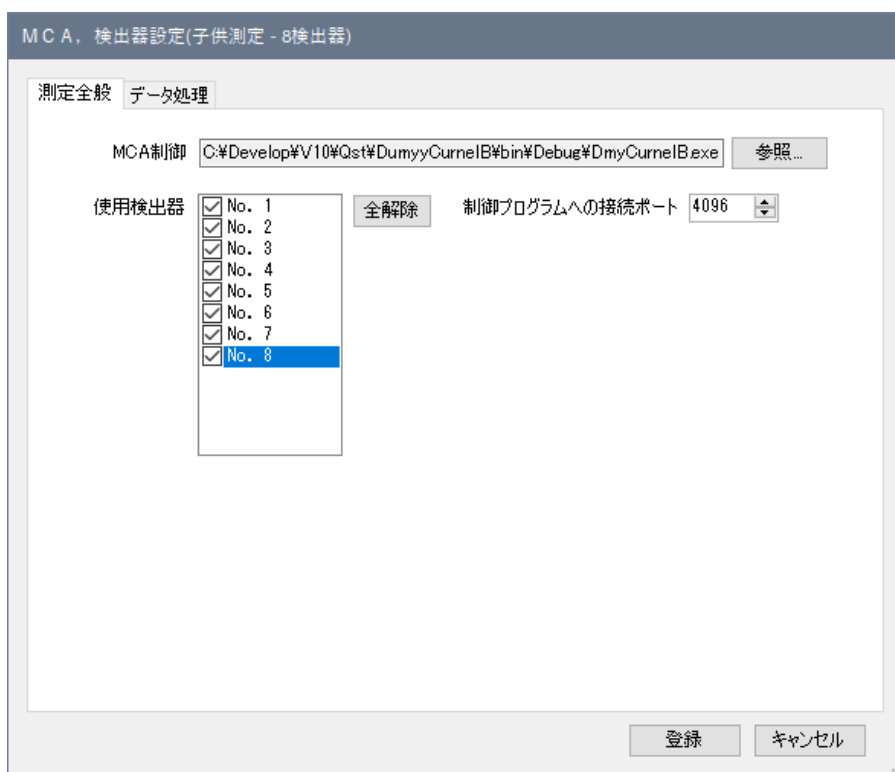 ＭＣＡ，検出器設定(子供測定 - 8検出器)
測定全般 データ処理
MCA制御 C:¥Develop¥V10¥Qst¥DumyyCurnelB¥bin¥Debug¥DmyCurnelB.exe 参照...
使用検出器 No. 1 全解除 制御プログラムへの接続ポート 4096
No. 2
No. 3
No. 4
No. 5
No. 6
No. 7
No. 8
登録 キャンセル